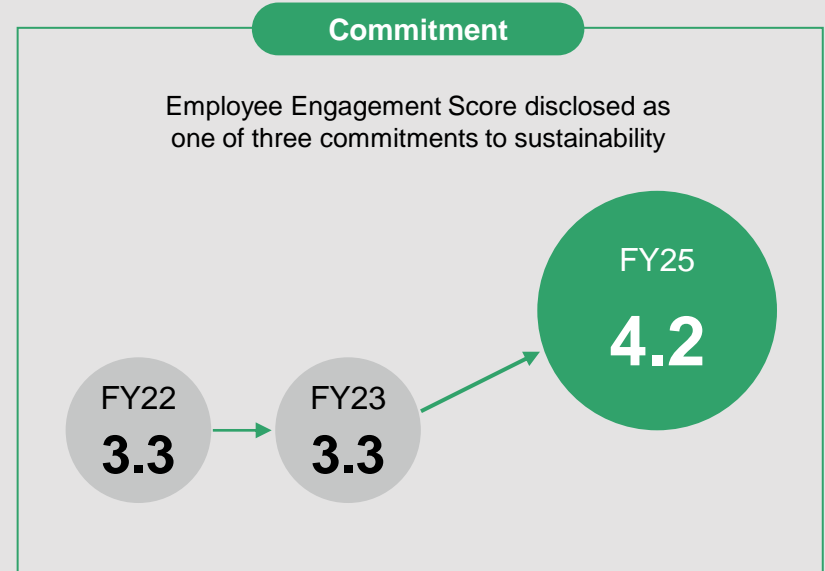 Commitment
Employee Engagement Score disclosed as
one of three commitments to sustainability
FY22
3.3
FY23
3.3
FY25
4.2